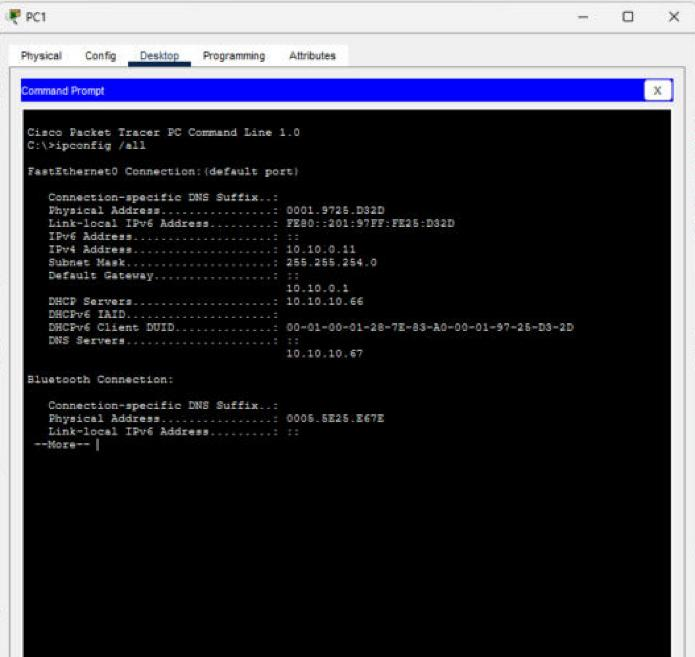 PC1
Physical Config Desktop Programming Attributes
Command Prompt
X
Cisco Packet Tracer PC Command Line 1.0
C:\>ipconfig /all
FastEthernet0 Connection:(default port)
Connection-specific DNS Suffix..:
Physical Address................: 0001.9725.D32D
Link-local IPv6 Address.........: FE80::201:97FF:FE25:D32D
IPv6 Address....................: ::
IPv4 Address....................: 10.10.0.11
Subnet Mask.....................: 255.255.254.0
Default Gateway.................: ::
10.10.0.1
DHCP Servers....................: 10.10.10.66
DHCPv6 IAID.....................:
DHCPv6 Client DUID..............: 00-01-00-01-28-7E-83-A0-00-01-97-25-D3-2D
DNS Servers.....................: ::
10.10.10.67
Bluetooth Connection:
Connection-specific DNS Suffix..:
Physical Address................: 0005.5E25.E67E
Link-local IPv6 Address.........: ::
--More--